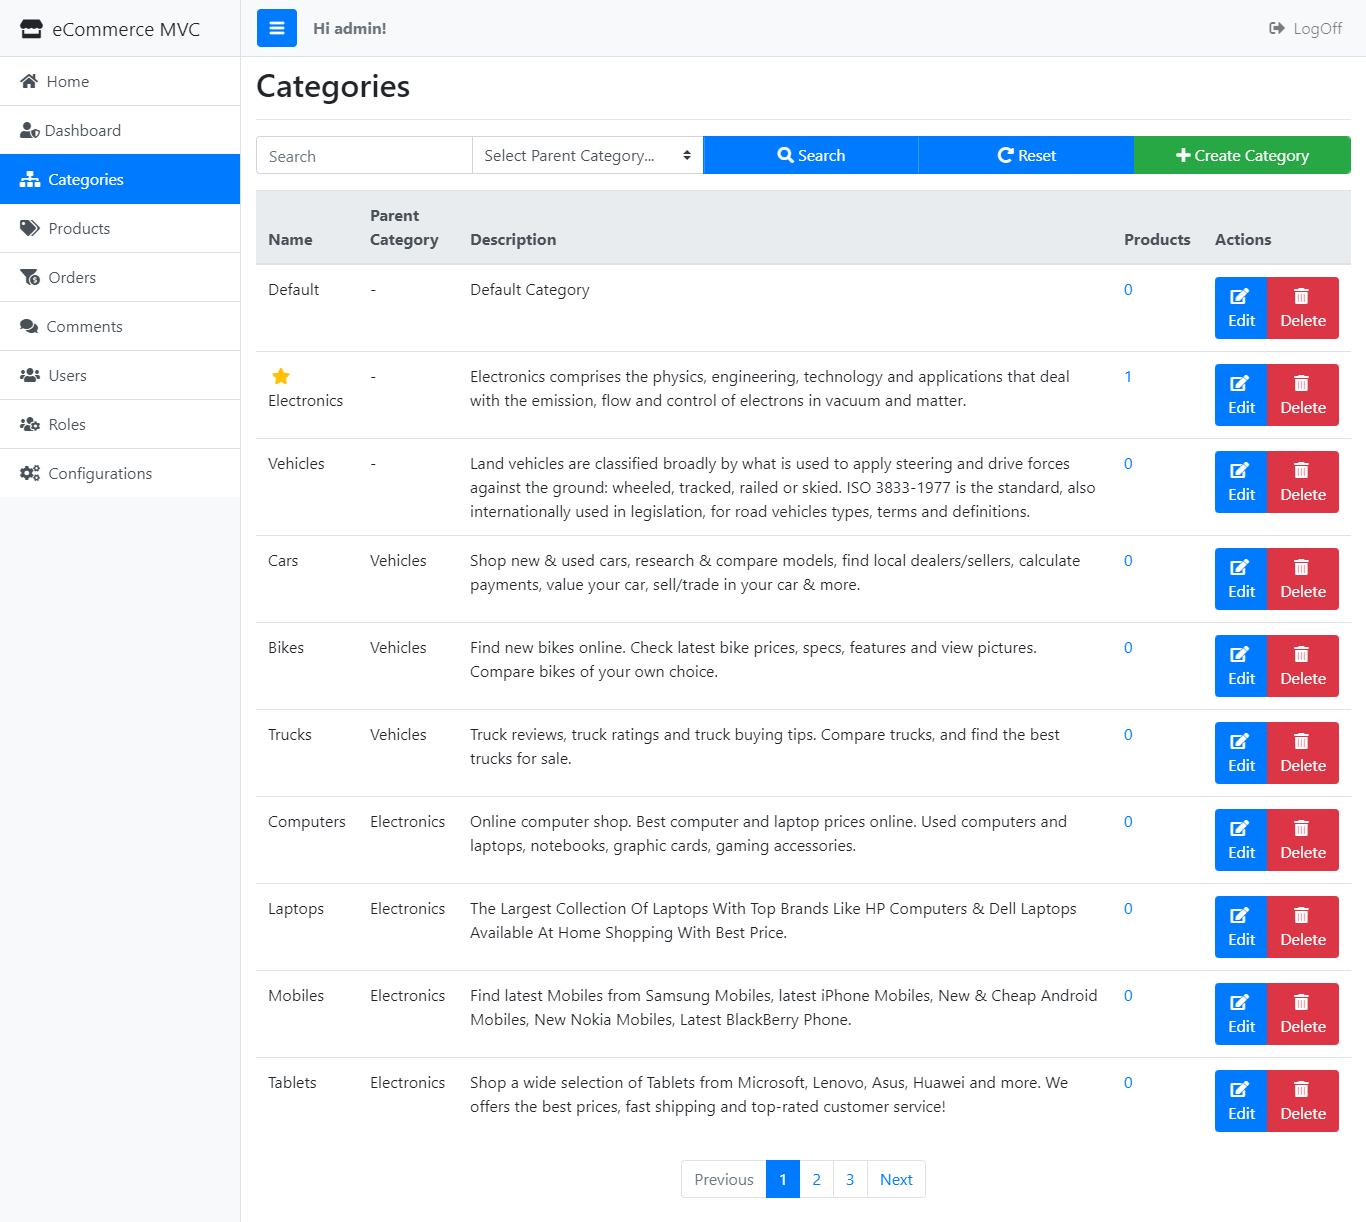 eCommerce MVC
Hi admin!
LogOff
Home
Dashboard
Categories
Products
Orders
Comments
Users
Roles
Configurations
Categories
Search
Select Parent Category...
Search
Reset
Create Category
Name
Parent
Category
Description
Products
Actions
Default
-
Default Category
0
Edit
Delete
Electronics
-
Electronics comprises the physics, engineering, technology and applications that deal
with the emission, flow and control of electrons in vacuum and matter.
1
Edit
Delete
Vehicles
-
Land vehicles are classified broadly by what is used to apply steering and drive forces
against the ground: wheeled, tracked, railed or skied. ISO 3833-1977 is the standard, also
internationally used in legislation, for road vehicles types, terms and definitions.
0
Edit
Delete
Cars
Vehicles
Shop new & used cars, research & compare models, find local dealers/sellers, calculate
payments, value your car, sell/trade in your car & more.
0
Edit
Delete
Bikes
Vehicles
Find new bikes online. Check latest bike prices, specs, features and view pictures.
Compare bikes of your own choice.
0
Edit
Delete
Trucks
Vehicles
Truck reviews, truck ratings and truck buying tips. Compare trucks, and find the best
trucks for sale.
0
Edit
Delete
Computers
Electronics
Online computer shop. Best computer and laptop prices online. Used computers and
laptops, notebooks, graphic cards, gaming accessories.
0
Edit
Delete
Laptops
Electronics
The Largest Collection Of Laptops With Top Brands Like HP Computers & Dell Laptops
Available At Home Shopping With Best Price.
0
Edit
Delete
Mobiles
Electronics
Find latest Mobiles from Samsung Mobiles, latest iPhone Mobiles, New & Cheap Android
Mobiles, New Nokia Mobiles, Latest BlackBerry Phone.
0
Edit
Delete
Tablets
Electronics
Shop a wide selection of Tablets from Microsoft, Lenovo, Asus, Huawei and more. We
offers the best prices, fast shipping and top-rated customer service!
0
Edit
Delete
Previous
1
2
3
Next